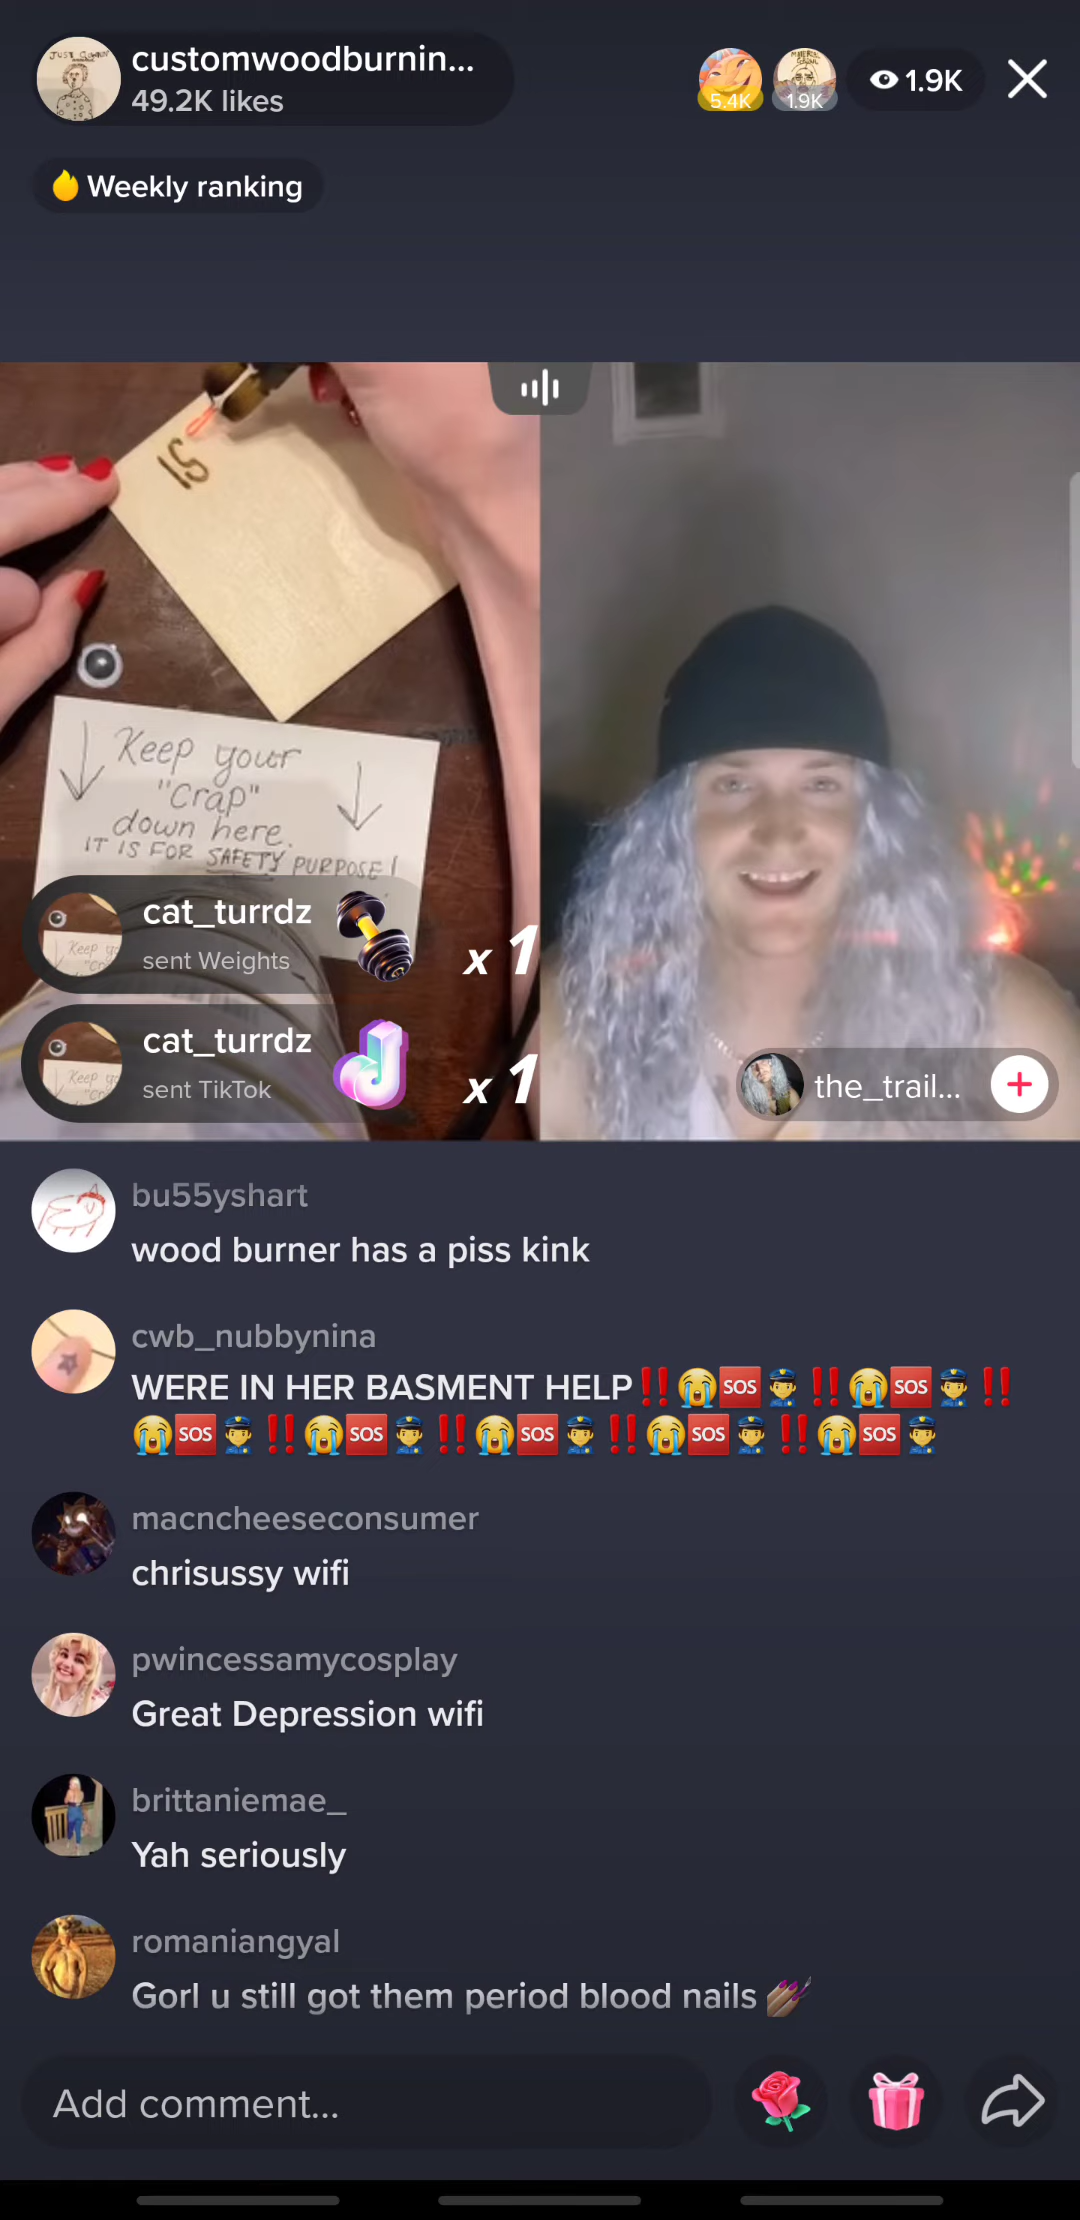 customwoodburnin...
49.2K likes
5.4K
1.9K
1.9K
Weekly ranking
Keep your
"Crap"
down here.
IT IS FOR SAFETY PURPOSE!
cat_turrdz
sent Weights
x 1
cat_turrdz
sent TikTok
x 1
the_trail...
bu55yshart
wood burner has a piss kink
cwb_nubbynina
WERE IN HER BASMENT HELP‼️😭🆘👮‼️😭🆘👮‼️
😭🆘👮‼️😭🆘👮‼️😭🆘👮‼️😭🆘👮‼️😭🆘👮
macncheeseconsumer
chrisussy wifi
pwincessamycosplay
Great Depression wifi
brittaniemae_
Yah seriously
romaniangyal
Gorl u still got them period blood nails 💅🏾
Add comment...